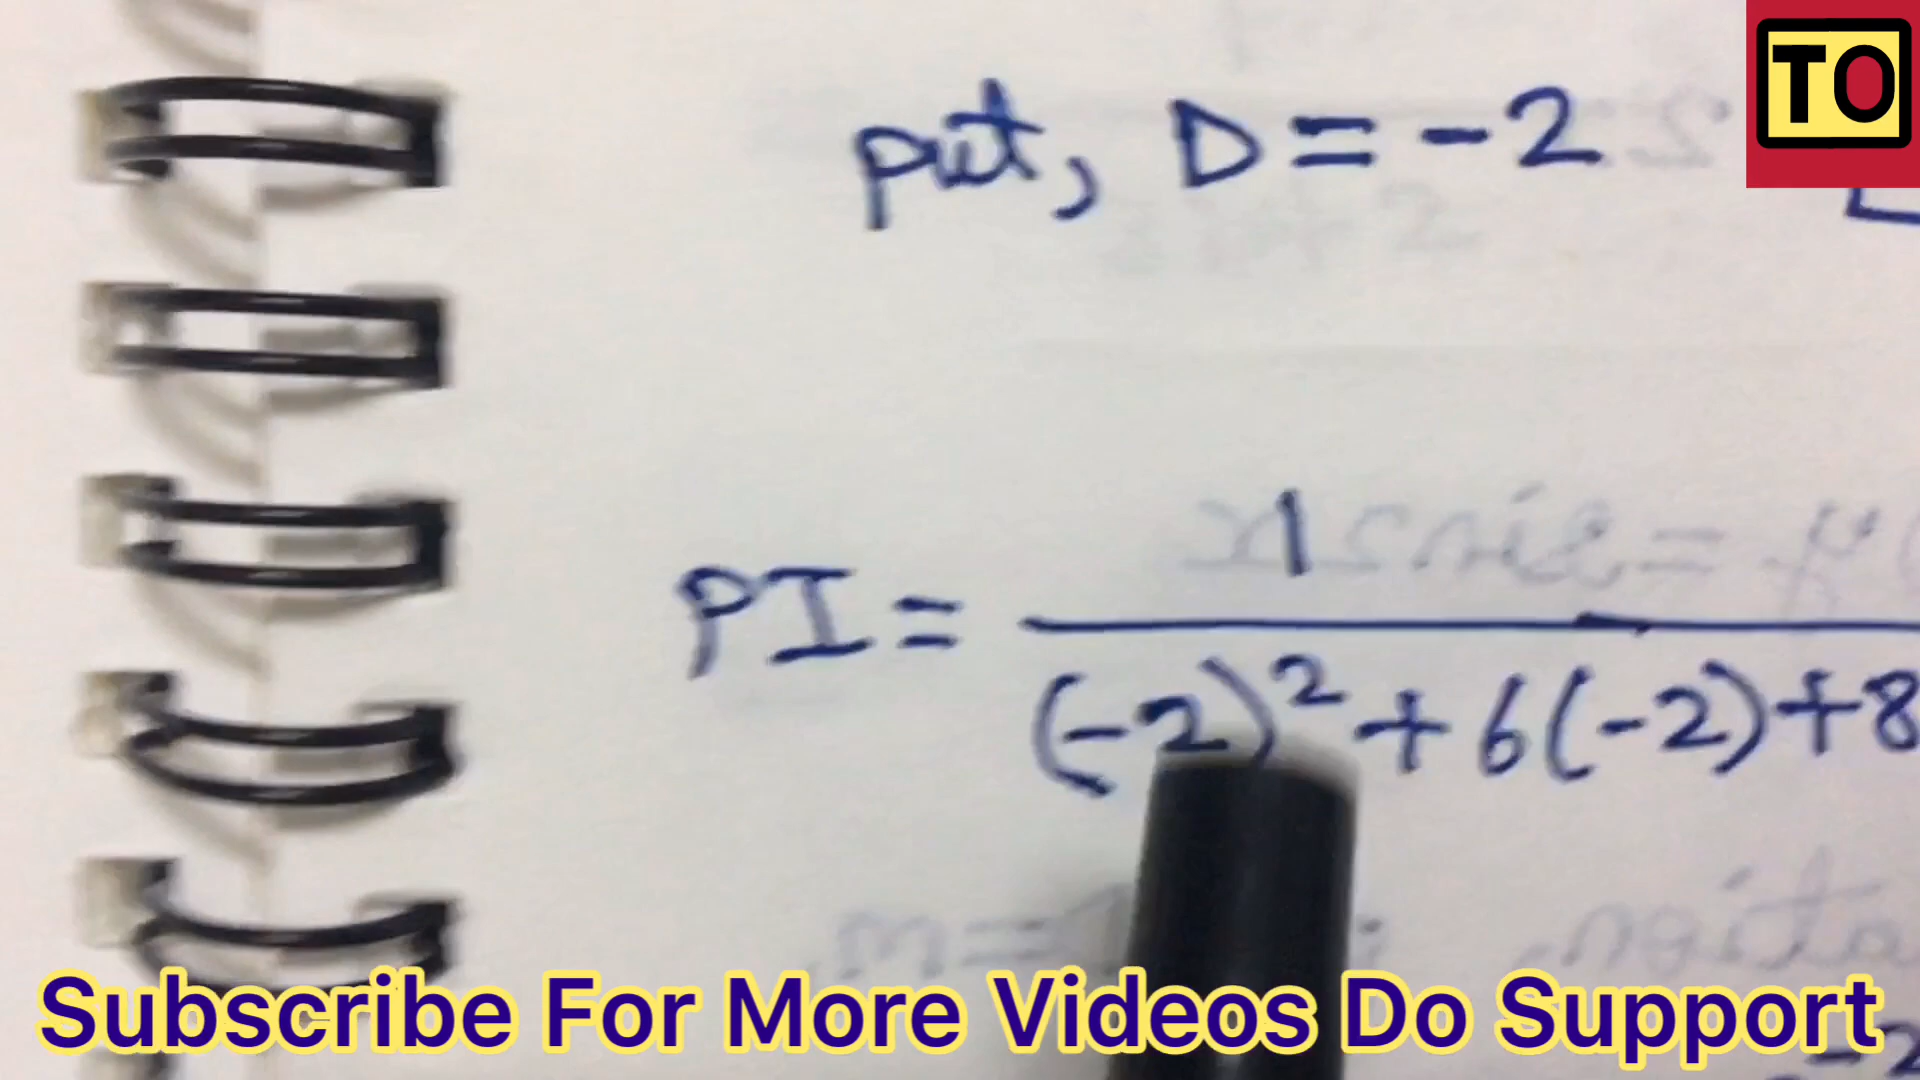 TO
put, D = -2
PI = 1
(-2)² + 6(-2) + 8
Subscribe For More Videos Do Support